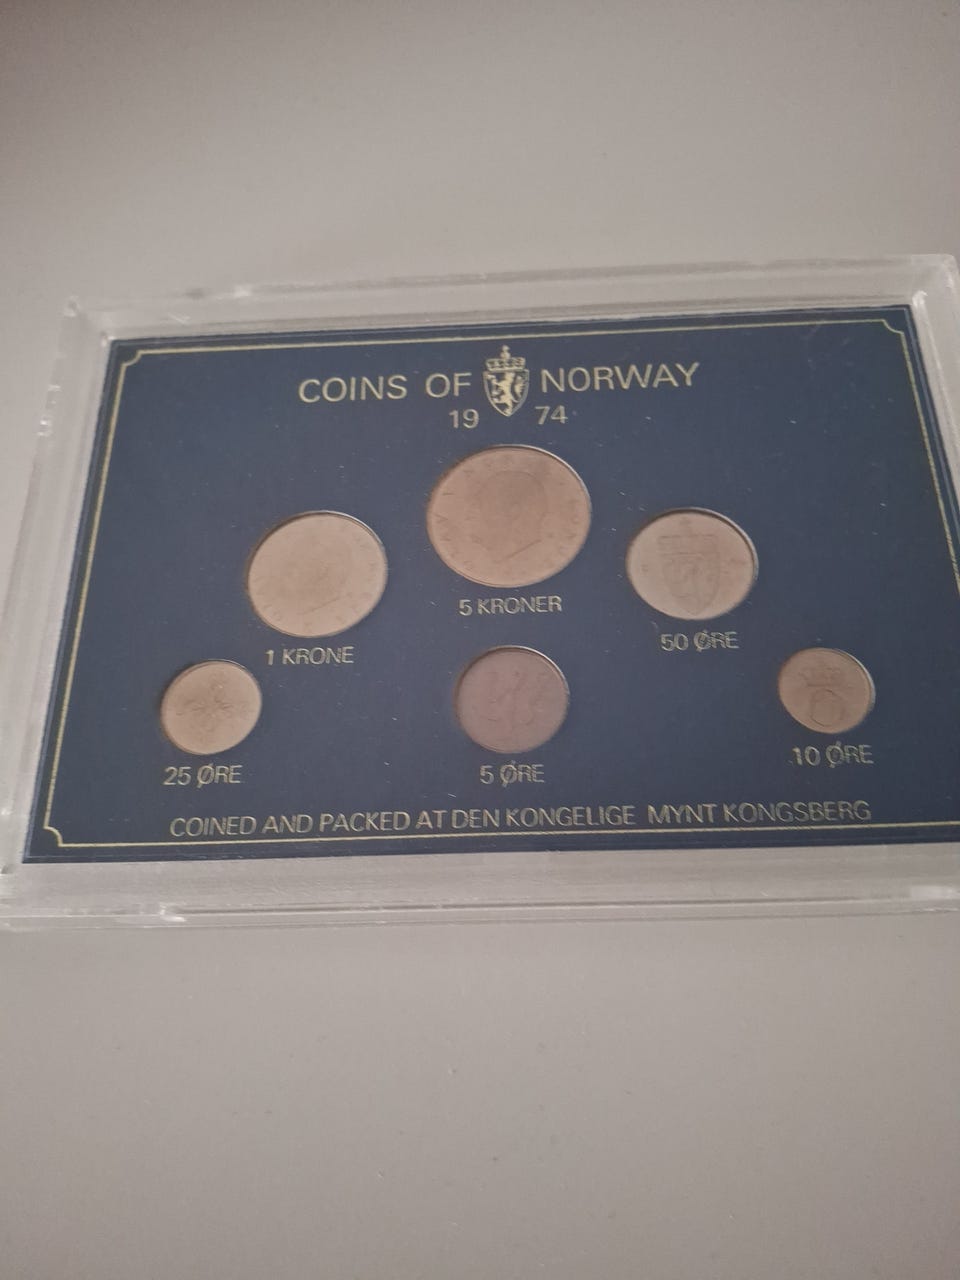 COINS OF NORWAY
19 74
5 KRONER
1 KRONE
50 ØRE
25 ØRE
5 ØRE
10 ØRE
COINED AND PACKED AT DEN KONGELIGE MYNT KONGSBERG